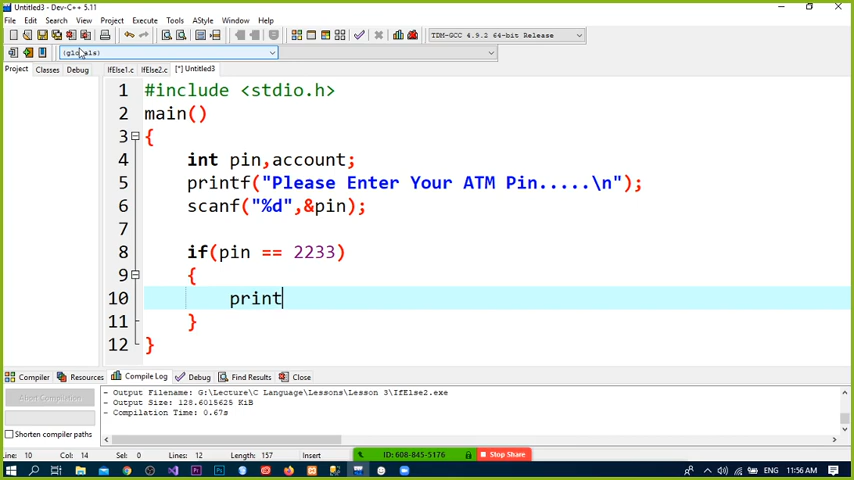 Untitled3 - Dev-C++ 5.11
File Edit Search View Project Execute Tools AStyle Window Help
TDM-GCC 4.9.2 64-bit Release
(globals)
Project Classes Debug IfElse1.c IfElse2.c [*] Untitled3
1 #include <stdio.h>
2 main()
3 {
4 int pin,account;
5 printf("Please Enter Your ATM Pin.....\n");
6 scanf("%d",&pin);
7
8 if(pin == 2233)
9 {
10 print
11 }
12 }
Compiler Resources Compile Log Debug Find Results Close
Abort Compilation
Shorten compiler paths
- Output Filename: G:\Lecture\C Language\Lessons\Lesson 3\IfElse2.exe
- Output Size: 128.6015625 KiB
- Compilation Time: 0.67s
Line: 10 Col: 14 Sel: 0 Lines: 12 Length: 157 Insert
ID: 608-845-5176 Stop Share
ENG 11:56 AM